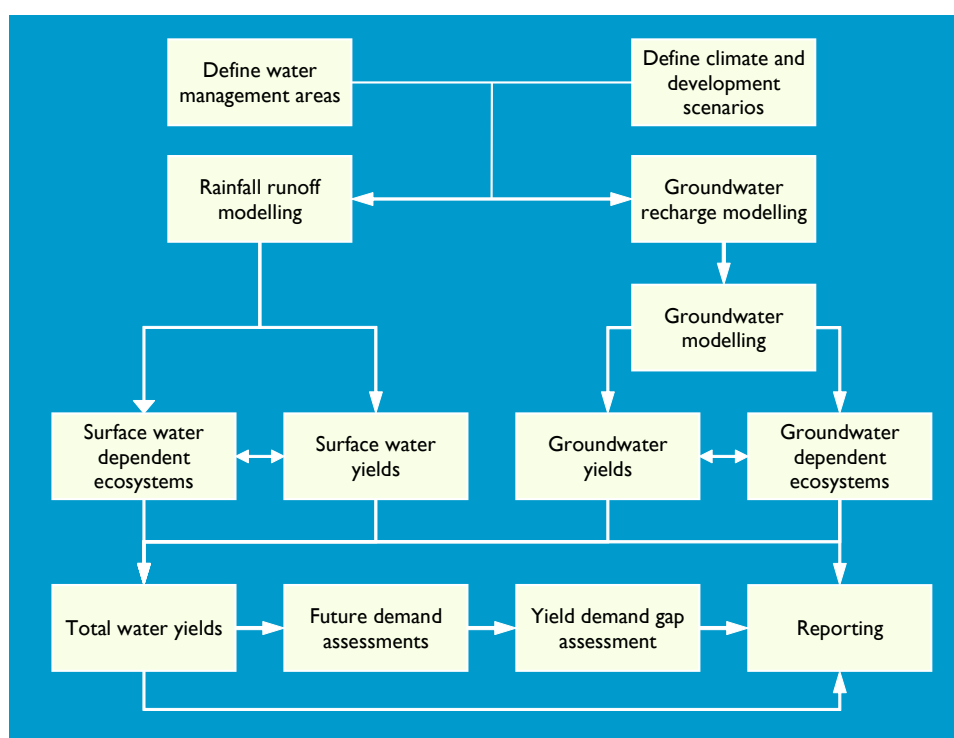 Define water
management areas
Define climate and
development
scenarios
Rainfall runoff
modelling
Groundwater
recharge modelling
Groundwater
modelling
Surface water
dependent
ecosystems
Surface water
yields
Groundwater
yields
Groundwater
dependent
ecosystems
Total water yields
Future demand
assessments
Yield demand gap
assessment
Reporting